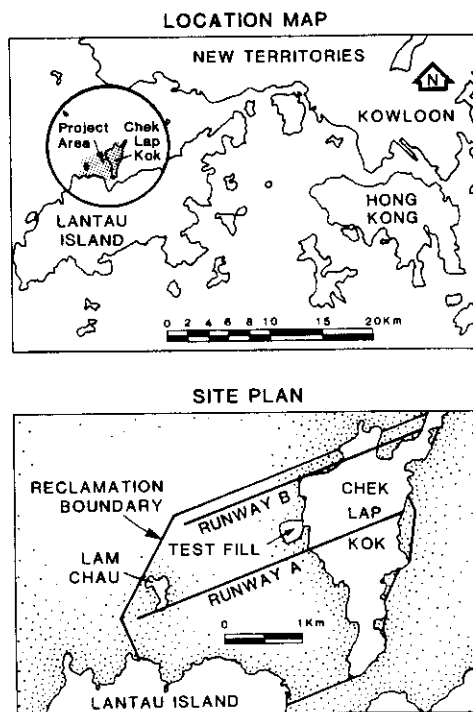 LOCATION MAP
NEW TERRITORIES
N
KOWLOON
Project
Area
Chek
Lap
Kok
LANTAU
ISLAND
HONG
KONG
0 2 4 6 8 10 15 20Km
SITE PLAN
RECLAMATION
BOUNDARY
RUNWAY B
CHEK
LAP
KOK
TEST FILL
LAM
CHAU
RUNWAY A
0 1Km
LANTAU ISLAND